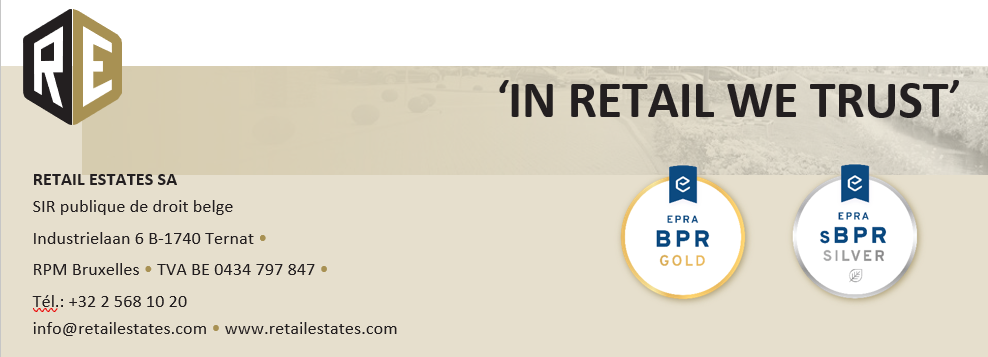 RE
‘IN RETAIL WE TRUST’
RETAIL ESTATES SA
SIR publique de droit belge
Industrielaan 6 B-1740 Ternat •
RPM Bruxelles • TVA BE 0434 797 847 •
Tél.: +32 2 568 10 20
info@retailestates.com • www.retailestates.com
EPRA
BPR
GOLD
EPRA
sBPR
SILVER